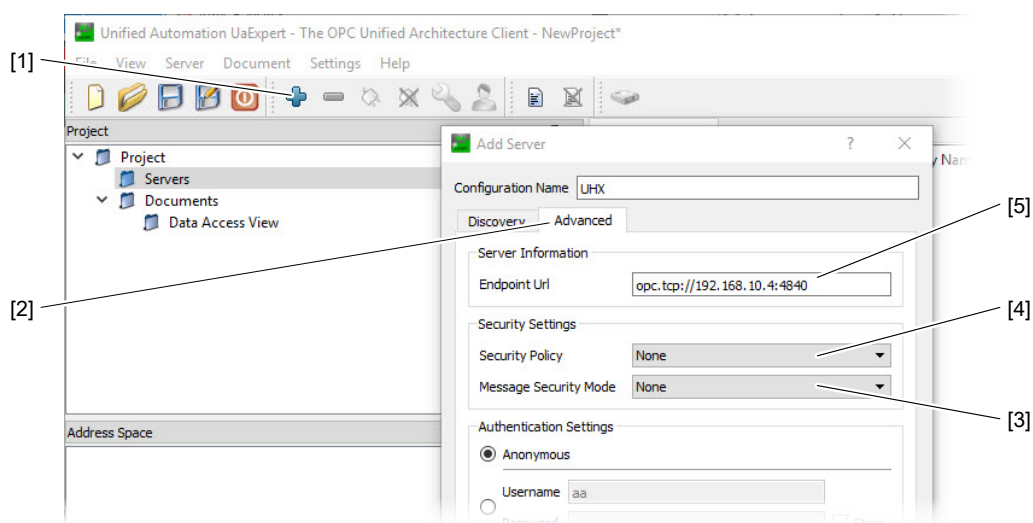 Unified Automation UaExpert - The OPC Unified Architecture Client - NewProject*
[1]
File View Server Document Settings Help
Project
Add Server ?
Project
Servers
Configuration Name UHX
Documents
Data Access View
Discovery Advanced
[5]
Server Information
Endpoint Url opc.tcp://192.168.10.4:4840
[2]
[4]
Security Settings
Security Policy None
Message Security Mode None
[3]
Address Space
Authentication Settings
Anonymous
Username aa
Password
Store